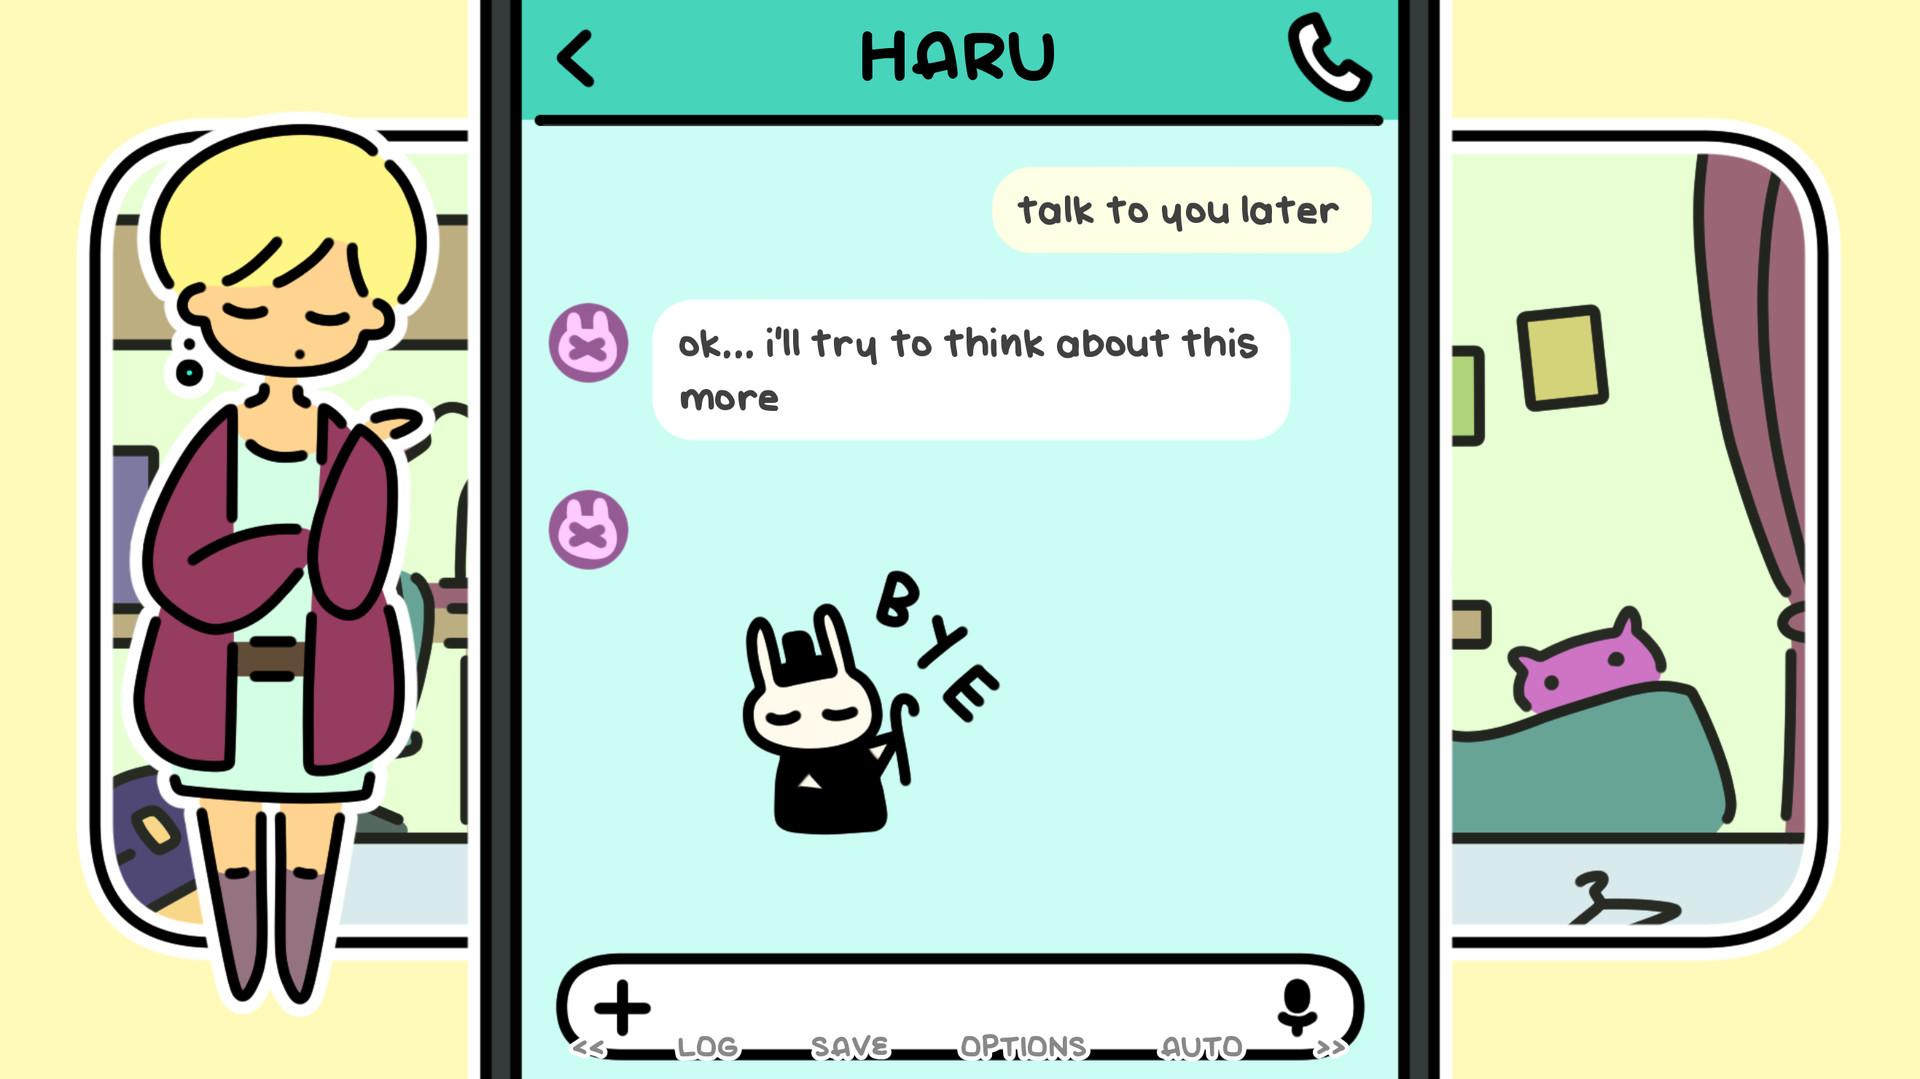 HARU
talk to you later
ok... i'll try to think about this
more
BYE
<< LOG SAVE OPTIONS AUTO >>